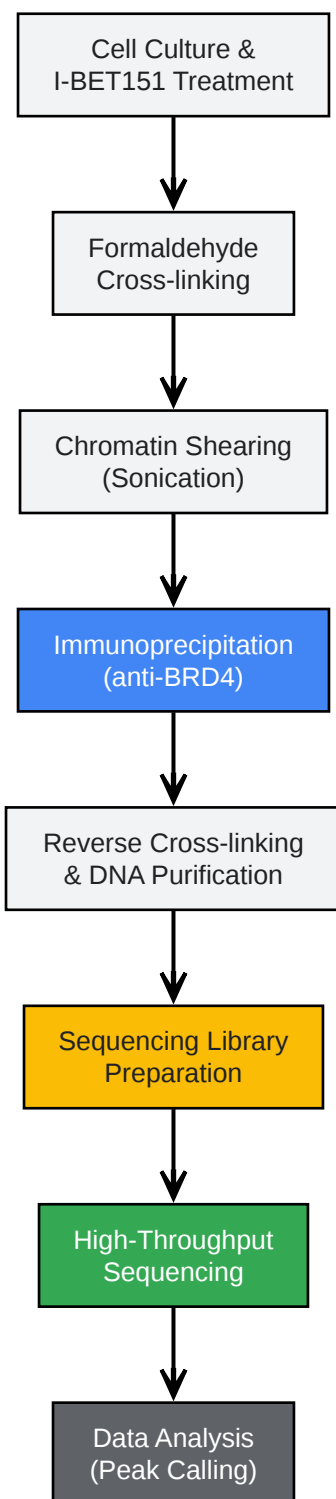 Cell Culture &
I-BET151 Treatment
Formaldehyde
Cross-linking
Chromatin Shearing
(Sonication)
Immunoprecipitation
(anti-BRD4)
Reverse Cross-linking
& DNA Purification
Sequencing Library
Preparation
High-Throughput
Sequencing
Data Analysis
(Peak Calling)